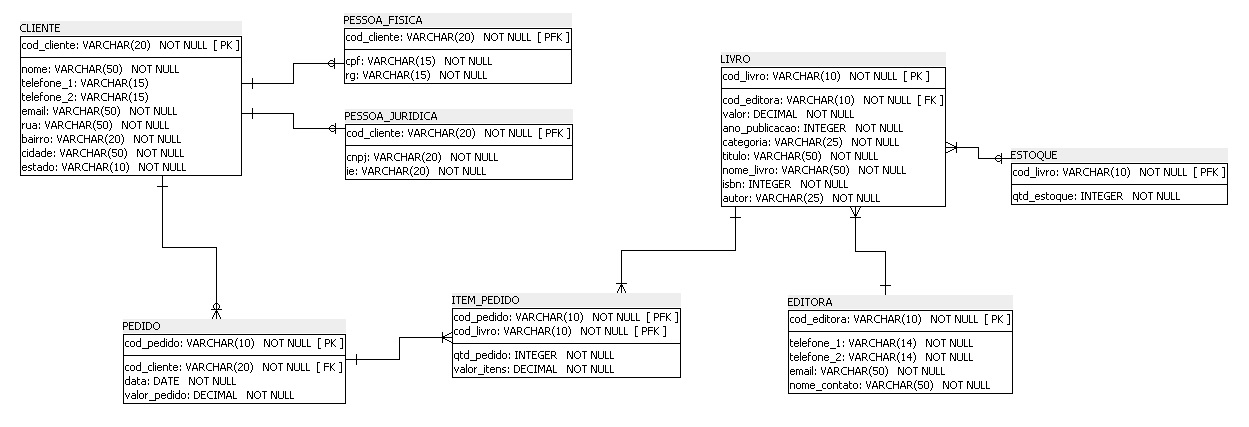 CLIENTE
cod_cliente: VARCHAR(20) NOT NULL [ PK ]
nome: VARCHAR(50) NOT NULL
telefone_1: VARCHAR(15)
telefone_2: VARCHAR(15)
email: VARCHAR(50) NOT NULL
rua: VARCHAR(50) NOT NULL
bairro: VARCHAR(20) NOT NULL
cidade: VARCHAR(50) NOT NULL
estado: VARCHAR(10) NOT NULL
PESSOA_FISICA
cod_cliente: VARCHAR(20) NOT NULL [ PFK ]
cpf: VARCHAR(15) NOT NULL
rg: VARCHAR(15) NOT NULL
PESSOA_JURIDICA
cod_cliente: VARCHAR(20) NOT NULL [ PFK ]
cnpj: VARCHAR(20) NOT NULL
ie: VARCHAR(20) NOT NULL
LIVRO
cod_livro: VARCHAR(10) NOT NULL [ PK ]
cod_editora: VARCHAR(10) NOT NULL [ FK ]
valor: DECIMAL NOT NULL
ano_publicacao: INTEGER NOT NULL
categoria: VARCHAR(25) NOT NULL
titulo: VARCHAR(50) NOT NULL
nome_livro: VARCHAR(50) NOT NULL
isbn: INTEGER NOT NULL
autor: VARCHAR(25) NOT NULL
ESTOQUE
cod_livro: VARCHAR(10) NOT NULL [ PFK ]
qtd_estoque: INTEGER NOT NULL
PEDIDO
cod_pedido: VARCHAR(10) NOT NULL [ PK ]
cod_cliente: VARCHAR(20) NOT NULL [ FK ]
data: DATE NOT NULL
valor_pedido: DECIMAL NOT NULL
ITEM_PEDIDO
cod_pedido: VARCHAR(10) NOT NULL [ PFK ]
cod_livro: VARCHAR(10) NOT NULL [ PFK ]
qtd_pedido: INTEGER NOT NULL
valor_itens: DECIMAL NOT NULL
EDITORA
cod_editora: VARCHAR(10) NOT NULL [ PK ]
telefone_1: VARCHAR(14) NOT NULL
telefone_2: VARCHAR(14) NOT NULL
email: VARCHAR(50) NOT NULL
nome_contato: VARCHAR(50) NOT NULL